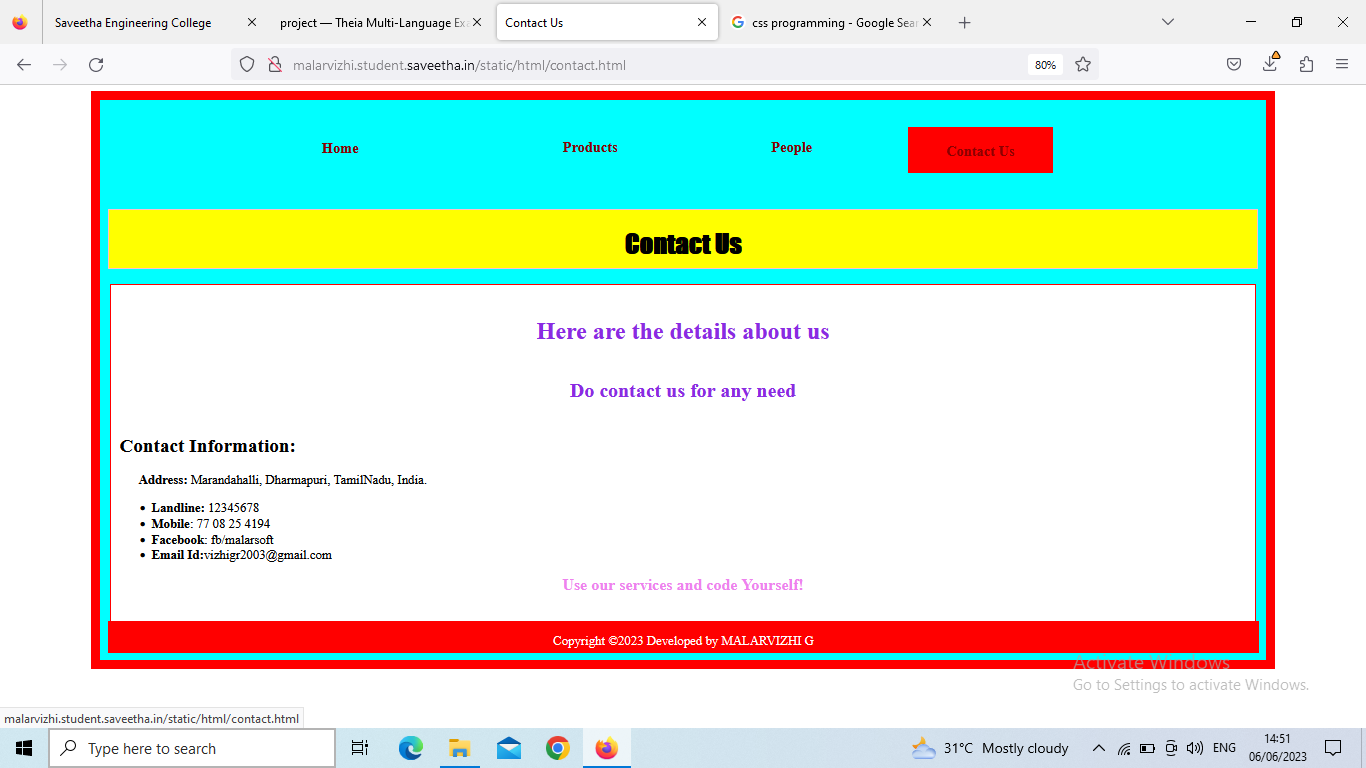 Saveetha Engineering College
project — Theia Multi-Language Exa
Contact Us
css programming - Google Sear
malarvizhi.student.saveetha.in/static/html/contact.html
80%
Home
Products
People
Contact Us
Contact Us
Here are the details about us
Do contact us for any need
Contact Information:
Address: Marandahalli, Dharmapuri, TamilNadu, India.
• Landline: 12345678
• Mobile: 77 08 25 4194
• Facebook: fb/malarsoft
• Email Id:vizhigr2003@gmail.com
Use our services and code Yourself!
Copyright ©2023 Developed by MALARVIZHI G
Activate Windows
Go to Settings to activate Windows.
malarvizhi.student.saveetha.in/static/html/contact.html
Type here to search
31°C Mostly cloudy
ENG
14:51
06/06/2023